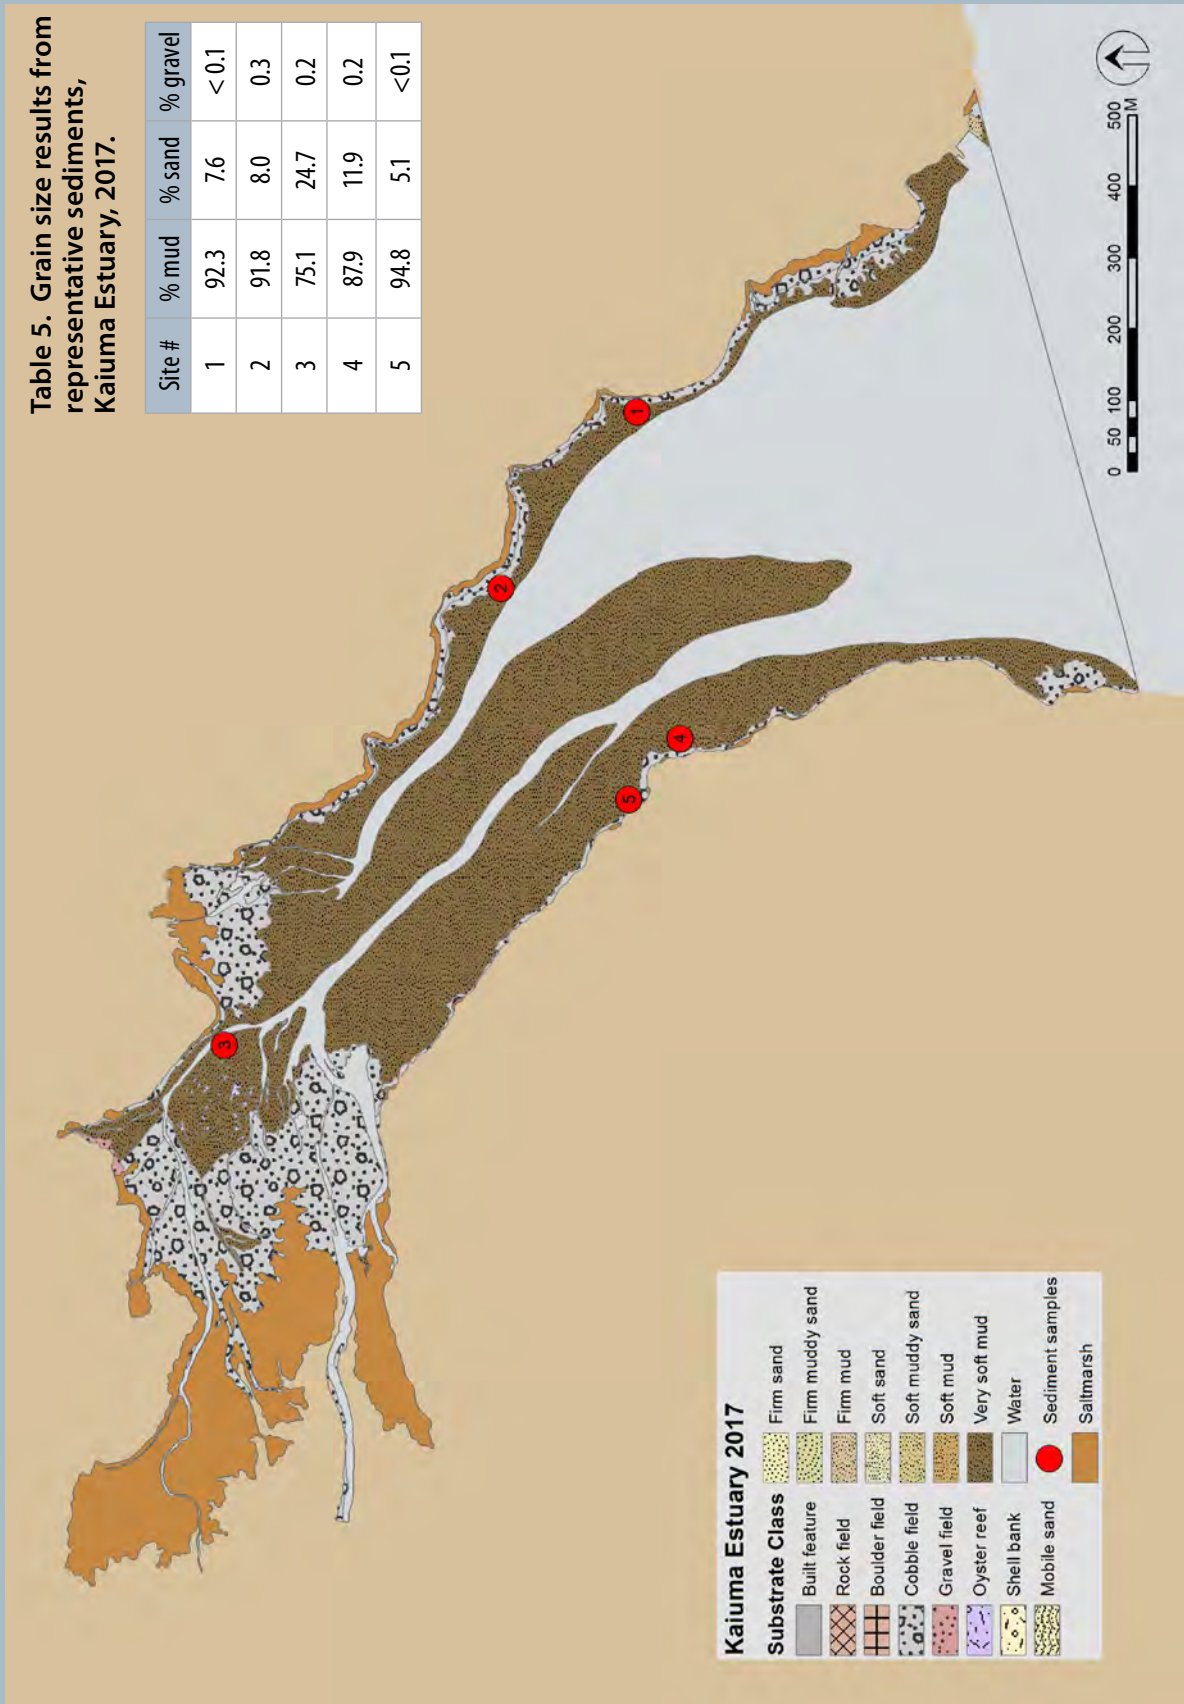 Table 5. Grain size results from
representative sediments,
Kaiuma Estuary, 2017.
Site # % mud % sand % gravel
1 92.3 7.6 < 0.1
2 91.8 8.0 0.3
3 75.1 24.7 0.2
4 87.9 11.9 0.2
5 94.8 5.1 <0.1
3
2
1
5
4
Kaiuma Estuary 2017
Substrate Class
Built feature
Rock field
Boulder field
Cobble field
Gravel field
Oyster reef
Shell bank
Mobile sand
Firm sand
Firm muddy sand
Firm mud
Soft sand
Soft muddy sand
Soft mud
Very soft mud
Water
Sediment samples
Saltmarsh
0 50 100 200 300 400 500
M